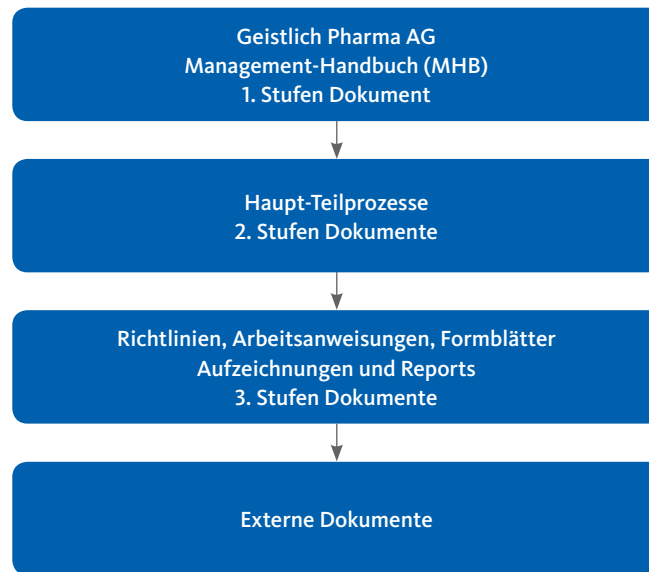 Geistlich Pharma AG
Management-Handbuch (MHB)
1. Stufen Dokument
Haupt-Teilprozesse
2. Stufen Dokumente
Richtlinien, Arbeitsanweisungen, Formblätter
Aufzeichnungen und Reports
3. Stufen Dokumente
Externe Dokumente